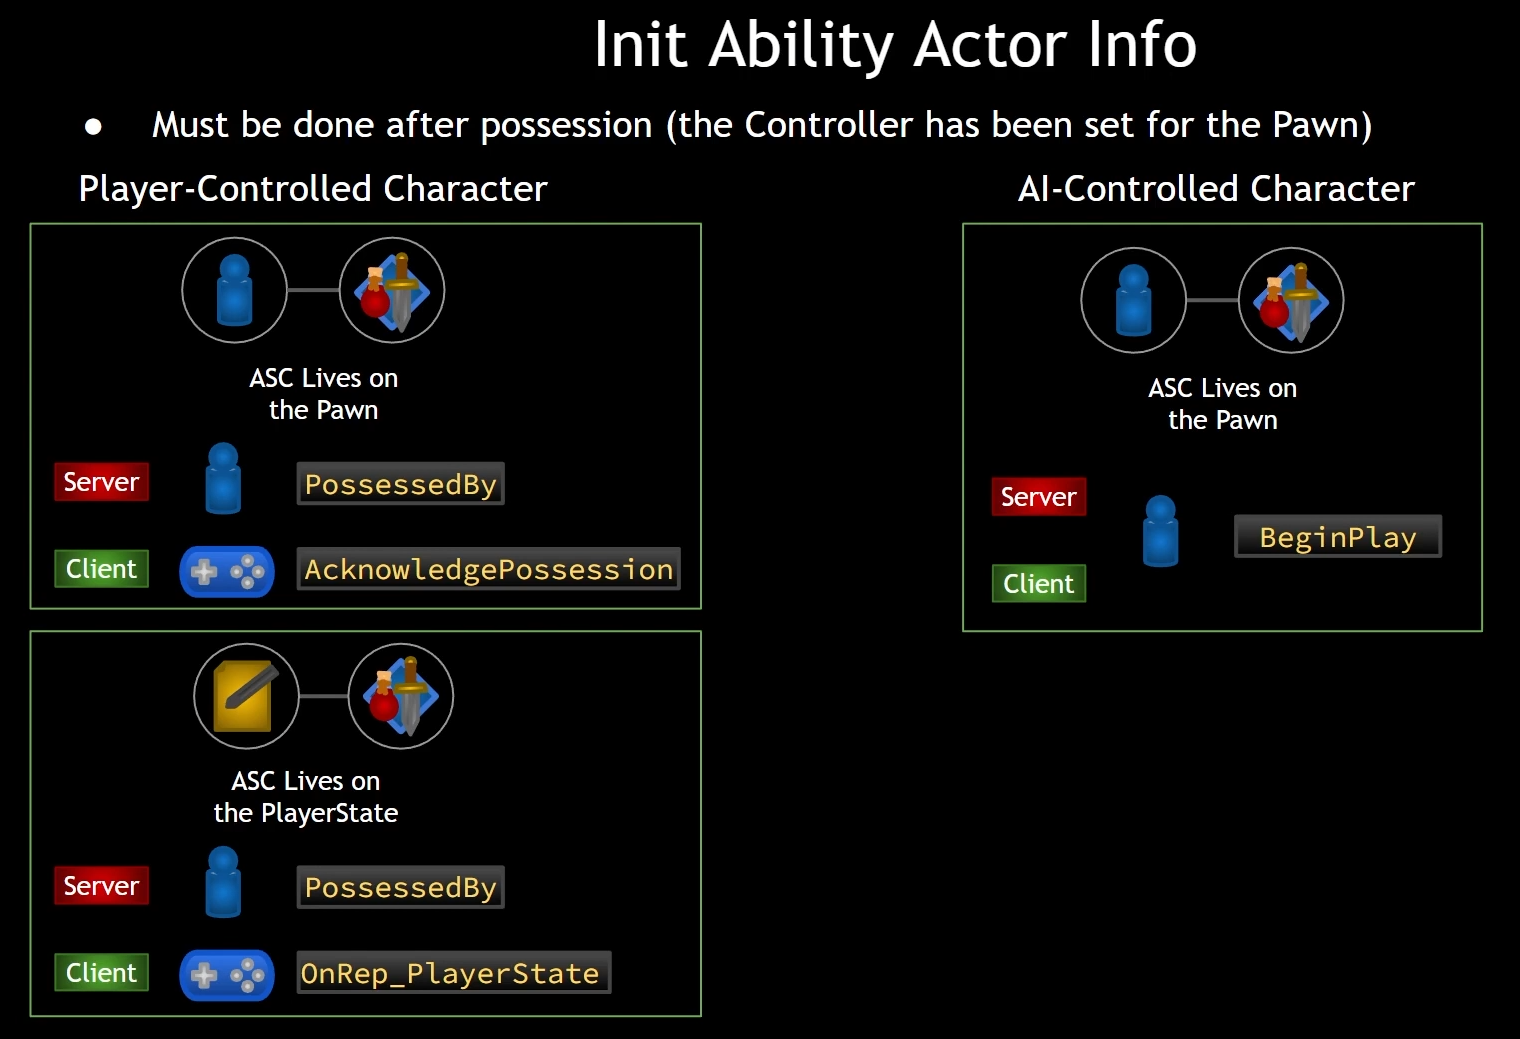 Init Ability Actor Info
● Must be done after possession (the Controller has been set for the Pawn)
Player-Controlled Character
ASC Lives on
the Pawn
Server
PossessedBy
Client
AcknowledgePossession
ASC Lives on
the PlayerState
Server
PossessedBy
Client
OnRep_PlayerState
AI-Controlled Character
ASC Lives on
the Pawn
Server
BeginPlay
Client